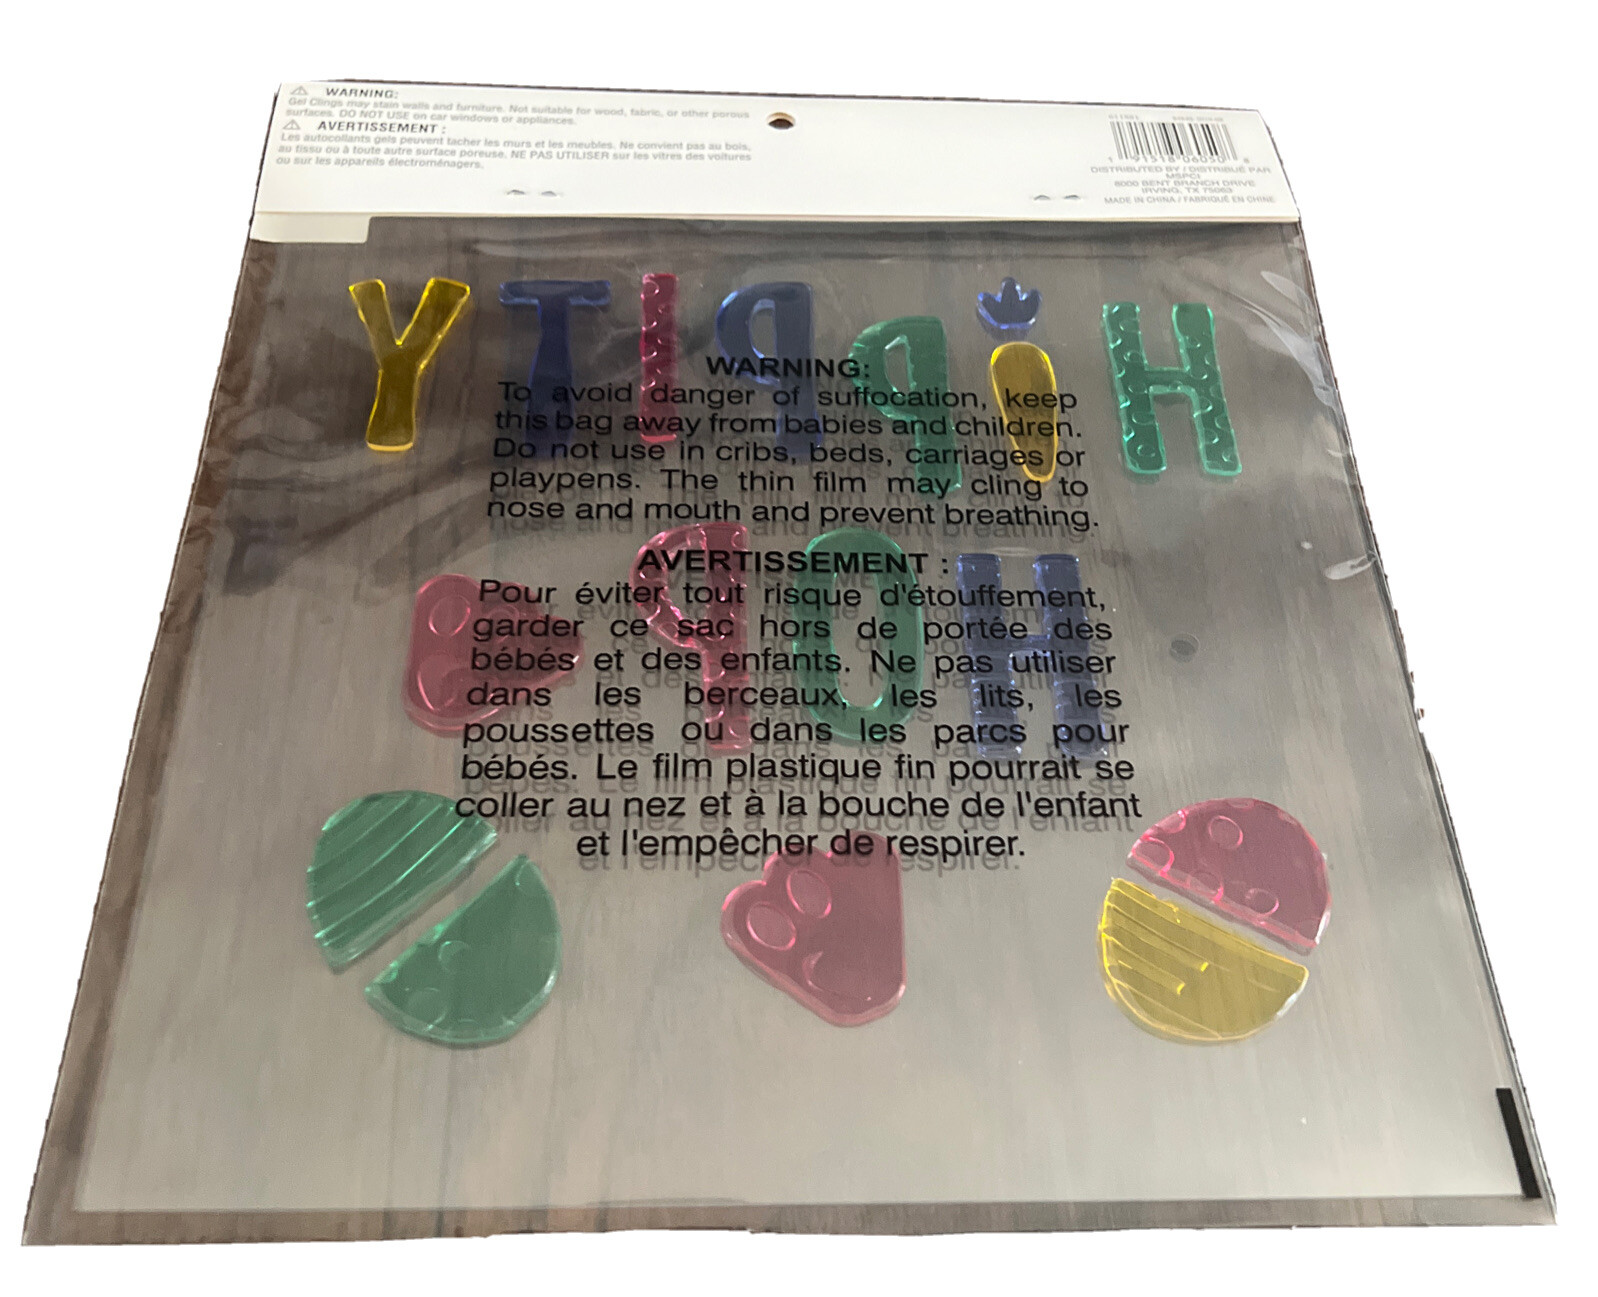 WARNING:
Gel Clings may stain walls and furniture. Not suitable for wood, fabric, or other porous
surfaces. DO NOT USE on car windows or appliances.
AVERTISSEMENT :
Les autocollants gels peuvent tacher les murs et les meubles. Ne convient pas au bois,
au tissu ou à toute autre surface poreuse. NE PAS UTILISER sur les vitres des voitures
ou sur les appareils électroménagers.
1 91518 06050
DISTRIBUTED BY / DISTRIBUÉ PAR
MSPCI
8000 BENT BRANCH DRIVE
IRVING, TX 75063
MADE IN CHINA / FABRIQUÉ EN CHINE
HiPPITY
HOP
WARNING:
To avoid danger of suffocation, keep
this bag away from babies and children.
Do not use in cribs, beds, carriages or
playpens. The thin film may cling to
nose and mouth and prevent breathing.
AVERTISSEMENT :
Pour éviter tout risque d'étouffement,
garder ce sac hors de portée des
bébés et des enfants. Ne pas utiliser
dans les berceaux, les lits, les
poussettes ou dans les parcs pour
bébés. Le film plastique fin pourrait se
coller au nez et à la bouche de l'enfant
et l'empêcher de respirer.